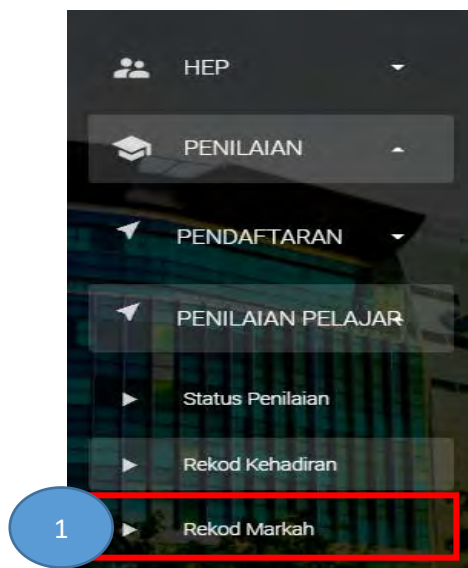 HEP
PENILAIAN
PENDAFTARAN
PENILAIAN PELAJAR
Status Penilaian
Rekod Kehadiran
1
Rekod Markah